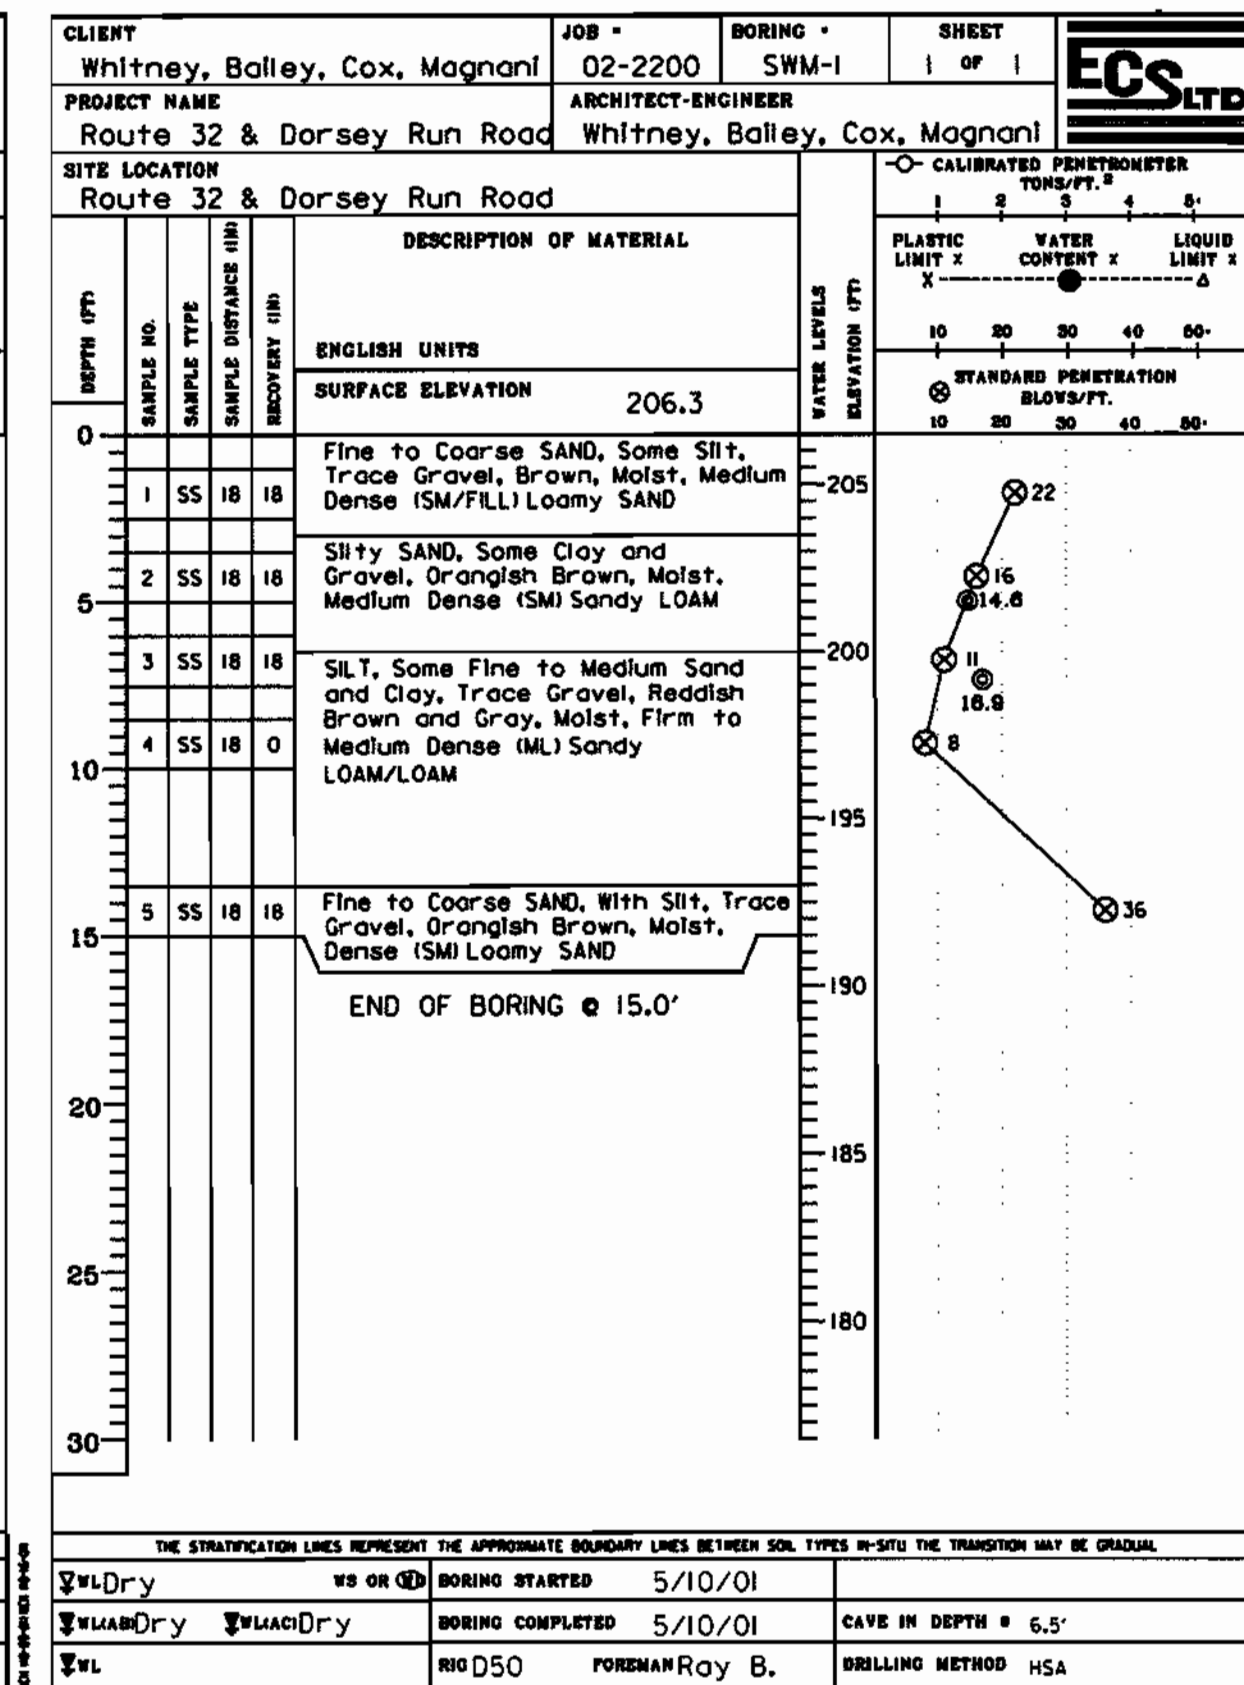 CLIENT
Whitney, Bailey, Cox, Magnani
JOB #
02-2200
BORING #
SWM-1
SHEET
1 OF 1
ECS LTD
PROJECT NAME
Route 32 & Dorsey Run Road
ARCHITECT-ENGINEER
Whitney, Bailey, Cox, Magnani
SITE LOCATION
Route 32 & Dorsey Run Road
CALIBRATED PENETROMETER
TONS/FT.²
1 2 3 4 5+
PLASTIC LIMIT %
WATER CONTENT %
LIQUID LIMIT %
X Δ
10 20 30 40 50+
STANDARD PENETRATION
BLOWS/FT.
10 20 30 40 50+
DEPTH (FT)
SAMPLE NO.
SAMPLE TYPE
SAMPLE DISTANCE (IN)
RECOVERY (IN)
DESCRIPTION OF MATERIAL
ENGLISH UNITS
SURFACE ELEVATION 206.3
WATER LEVELS
ELEVATION (FT)
0
Fine to Coarse SAND, Some Silt,
Trace Gravel, Brown, Moist, Medium
Dense (SM/FILL) Loamy SAND
1 SS 18 18
205
22
Silty SAND, Some Clay and
Gravel, Orangish Brown, Moist,
Medium Dense (SM) Sandy LOAM
2 SS 18 18
16
5
14.6
200
3 SS 18 18
11
SILT, Some Fine to Medium Sand
and Clay, Trace Gravel, Reddish
Brown and Gray, Moist, Firm to
Medium Dense (ML) Sandy
LOAM/LOAM
16.9
4 SS 18 0
8
10
195
Fine to Coarse SAND, With Silt, Trace
Gravel, Orangish Brown, Moist,
Dense (SM) Loamy SAND
5 SS 18 18
36
15
190
END OF BORING @ 15.0'
20
185
25
180
30
THE STRATIFICATION LINES REPRESENT THE APPROXIMATE BOUNDARY LINES BETWEEN SOIL TYPES IN-SITU THE TRANSITION MAY BE GRADUAL
WL Dry WS OR WD
BORING STARTED 5/10/01
WL(AB) Dry WL(AC) Dry
BORING COMPLETED 5/10/01
CAVE IN DEPTH @ 6.5'
WL
RIG D50 FOREMAN Ray B.
DRILLING METHOD HSA